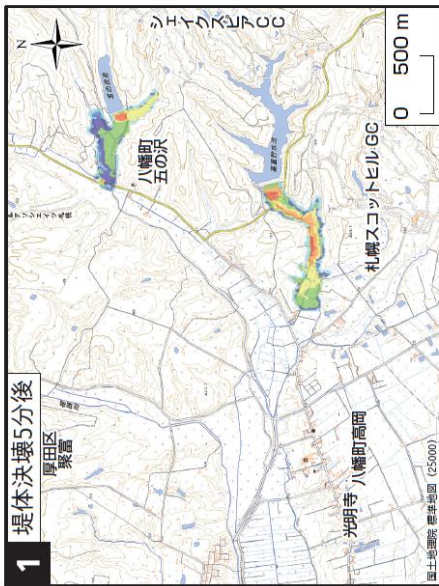 1 堤体決壊5分後
N
シェイクスピアCC
厚田区
聚富
八幡町
五の沢
札幌スコットヒルGC
光明寺
八幡町高岡
0 500 m
国土地理院 標準地図 (25000)